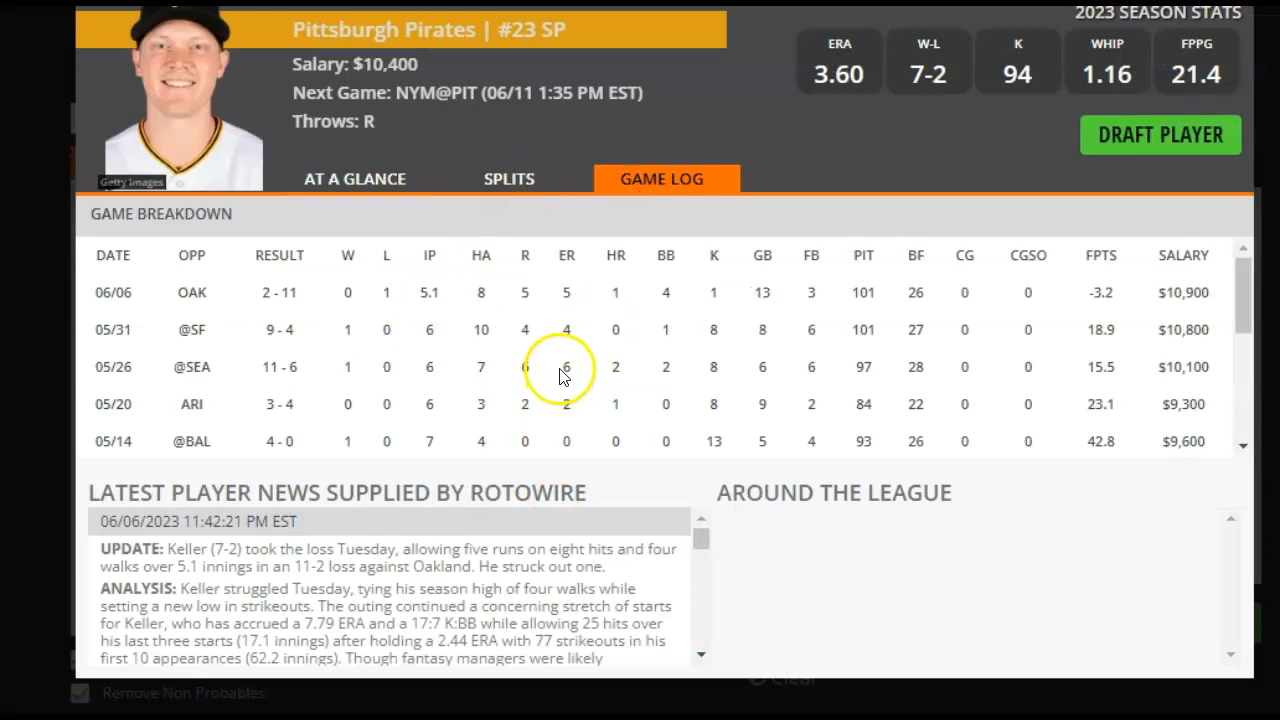 2023 SEASON STATS
Pittsburgh Pirates | #23 SP
Salary: $10,400
Next Game: NYM@PIT (06/11 1:35 PM EST)
Throws: R
ERA W-L K WHIP FPPG
3.60 7-2 94 1.16 21.4
DRAFT PLAYER
Getty Images
AT A GLANCE SPLITS GAME LOG
GAME BREAKDOWN
DATE OPP RESULT W L IP HA R ER HR BB K GB FB PIT BF CG CGSO FPTS SALARY
06/06 OAK 2 - 11 0 1 5.1 8 5 5 1 4 1 13 3 101 26 0 0 -3.2 $10,900
05/31 @SF 9 - 4 1 0 6 10 4 4 0 1 8 8 6 101 27 0 0 18.9 $10,800
05/26 @SEA 11 - 6 1 0 6 7 6 6 2 2 8 6 6 97 28 0 0 15.5 $10,100
05/20 ARI 3 - 4 0 0 6 3 2 2 1 0 8 9 2 84 22 0 0 23.1 $9,300
05/14 @BAL 4 - 0 1 0 7 4 0 0 0 0 13 5 4 93 26 0 0 42.8 $9,600
LATEST PLAYER NEWS SUPPLIED BY ROTOWIRE
06/06/2023 11:42:21 PM EST
UPDATE: Keller (7-2) took the loss Tuesday, allowing five runs on eight hits and four
walks over 5.1 innings in an 11-2 loss against Oakland. He struck out one.
ANALYSIS: Keller struggled Tuesday, tying his season high of four walks while
setting a new low in strikeouts. The outing continued a concerning stretch of starts
for Keller, who has accrued a 7.79 ERA and a 17:7 K:BB while allowing 25 hits over
his last three starts (17.1 innings) after holding a 2.44 ERA with 77 strikeouts in his
first 10 appearances (62.2 innings). Though fantasy managers were likely
AROUND THE LEAGUE
Remove Non Probables
Clear